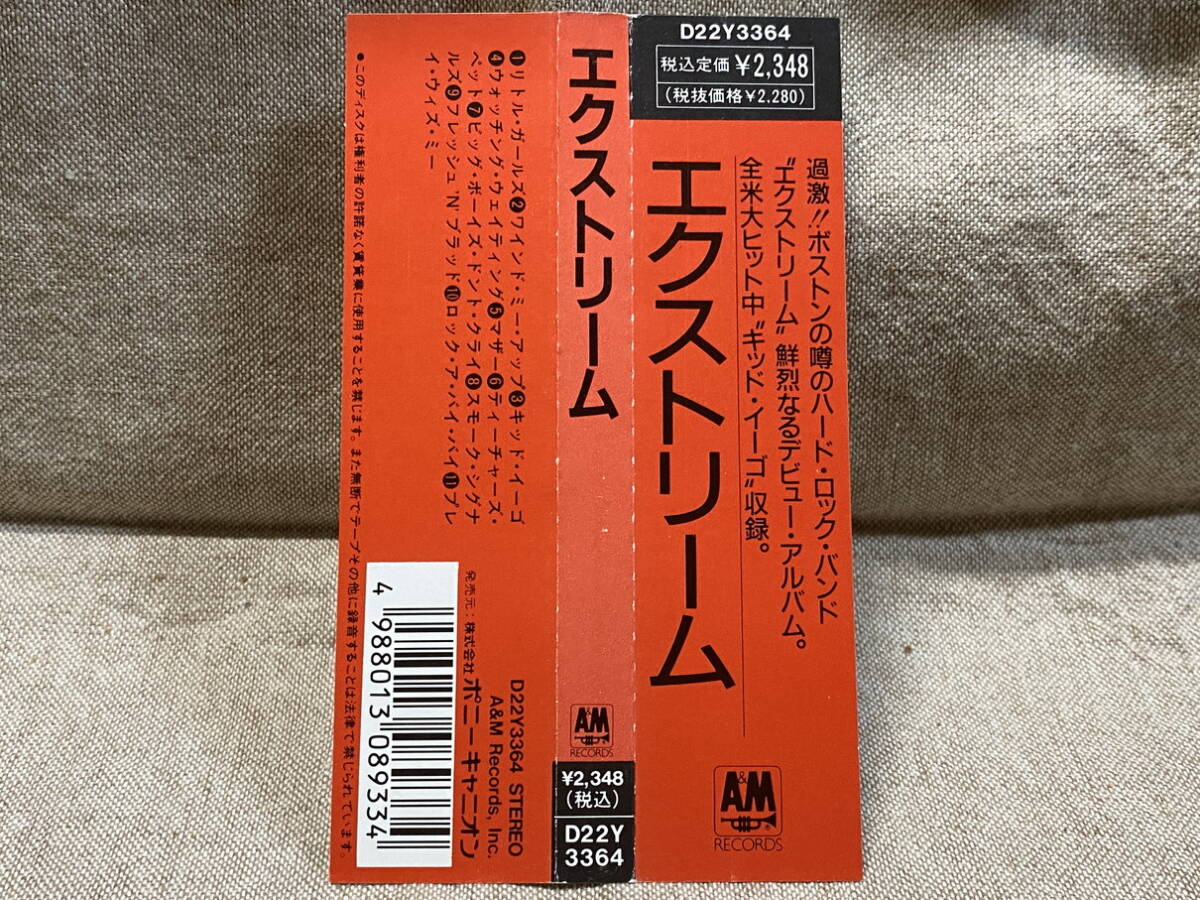 D22Y3364
税込定価 ¥2,348
(税抜価格¥2.280)
過激!!ボストンの噂のハード・ロック・バンド
"エクストリーム" 鮮烈なるデビュー・アルバム。
全米大ヒット中"キッド・イーゴ"収録。
エクストリーム
A&M
RECORDS
エクストリーム
A&M
RECORDS
¥2,348
(税込)
D22Y
3364
❶リトル・ガールズ❷ワインド・ミー・アップ❸キッド・イーゴ
❹ウォッチング・ウェイティング❺マザー❻ティーチャーズ・
ペット❼ビッグ・ボーイズ・ドント・クライ❽スモーク・シグナ
ルズ❾フレッシュ'N'ブラッド❿ロック・ア・バイ・バイ⓫プレ
イ・ウィズ・ミー
●このディスクは権利者の許諾なく賃貸業に使用することを禁じます。また無断でテープその他に録音することは法律で禁じられています。
D22Y3364 STEREO
A&M Records, Inc.
発売元:株式会社ポニーキャニオン
4 988013 089334